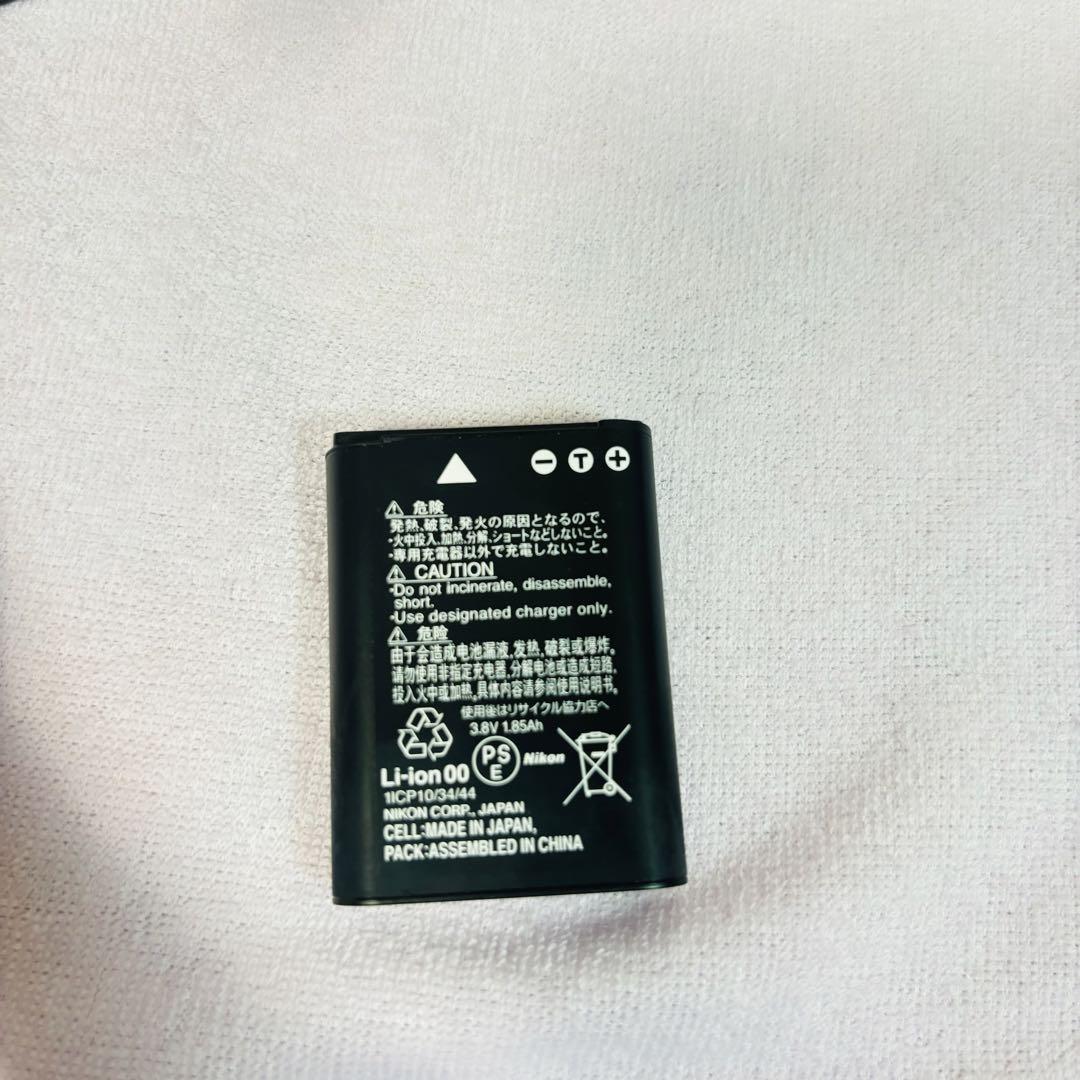 − T +
⚠ 危険
発熱、破裂、発火の原因となるので、
・火中投入、加熱、分解、ショートなどしないこと。
・専用充電器以外で充電しないこと。
⚠ CAUTION
・Do not incinerate, disassemble,
short.
・Use designated charger only.
⚠ 危险
由于会造成电池漏液,发热,破裂或爆炸。
请勿使用非指定充电器,分解电池或造成短路,
投入火中或加热,具体内容请参阅使用说明书。
使用後はリサイクル協力店へ
3.8V 1.85Ah
PS
E
Nikon
Li-ion 00
1ICP10/34/44
NIKON CORP., JAPAN
CELL:MADE IN JAPAN,
PACK:ASSEMBLED IN CHINA